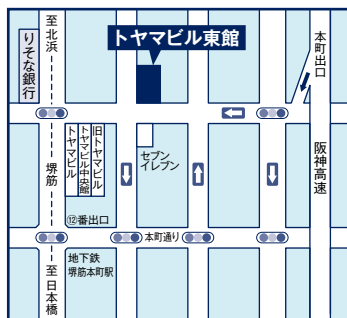 至北浜
りそな銀行
トヤマビル東館
本町出口
旧トヤマビル
トヤマビル中央館
トヤマビル
セブン
イレブン
堺筋
阪神高速
⑫番出口
本町通り
地下鉄
堺筋本町駅
至日本橋